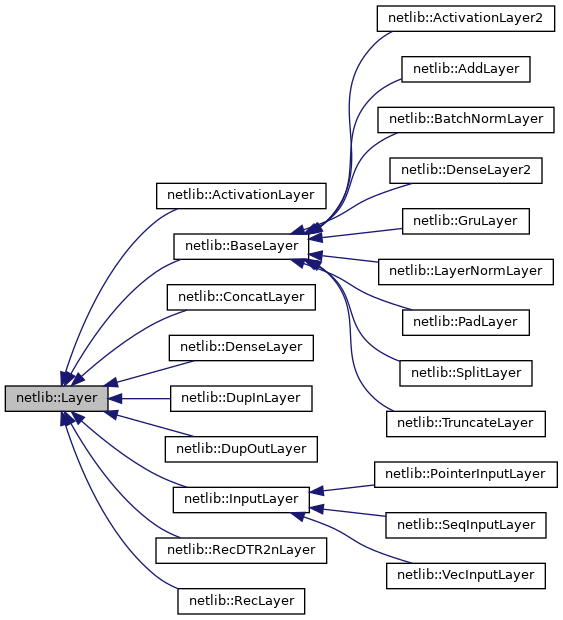 netlib::ActivationLayer2
netlib::AddLayer
netlib::BatchNormLayer
netlib::DenseLayer2
netlib::ActivationLayer
netlib::GruLayer
netlib::BaseLayer
netlib::LayerNormLayer
netlib::ConcatLayer
netlib::PadLayer
netlib::DenseLayer
netlib::SplitLayer
netlib::Layer
netlib::DupInLayer
netlib::TruncateLayer
netlib::DupOutLayer
netlib::PointerInputLayer
netlib::InputLayer
netlib::SeqInputLayer
netlib::RecDTR2nLayer
netlib::VecInputLayer
netlib::RecLayer